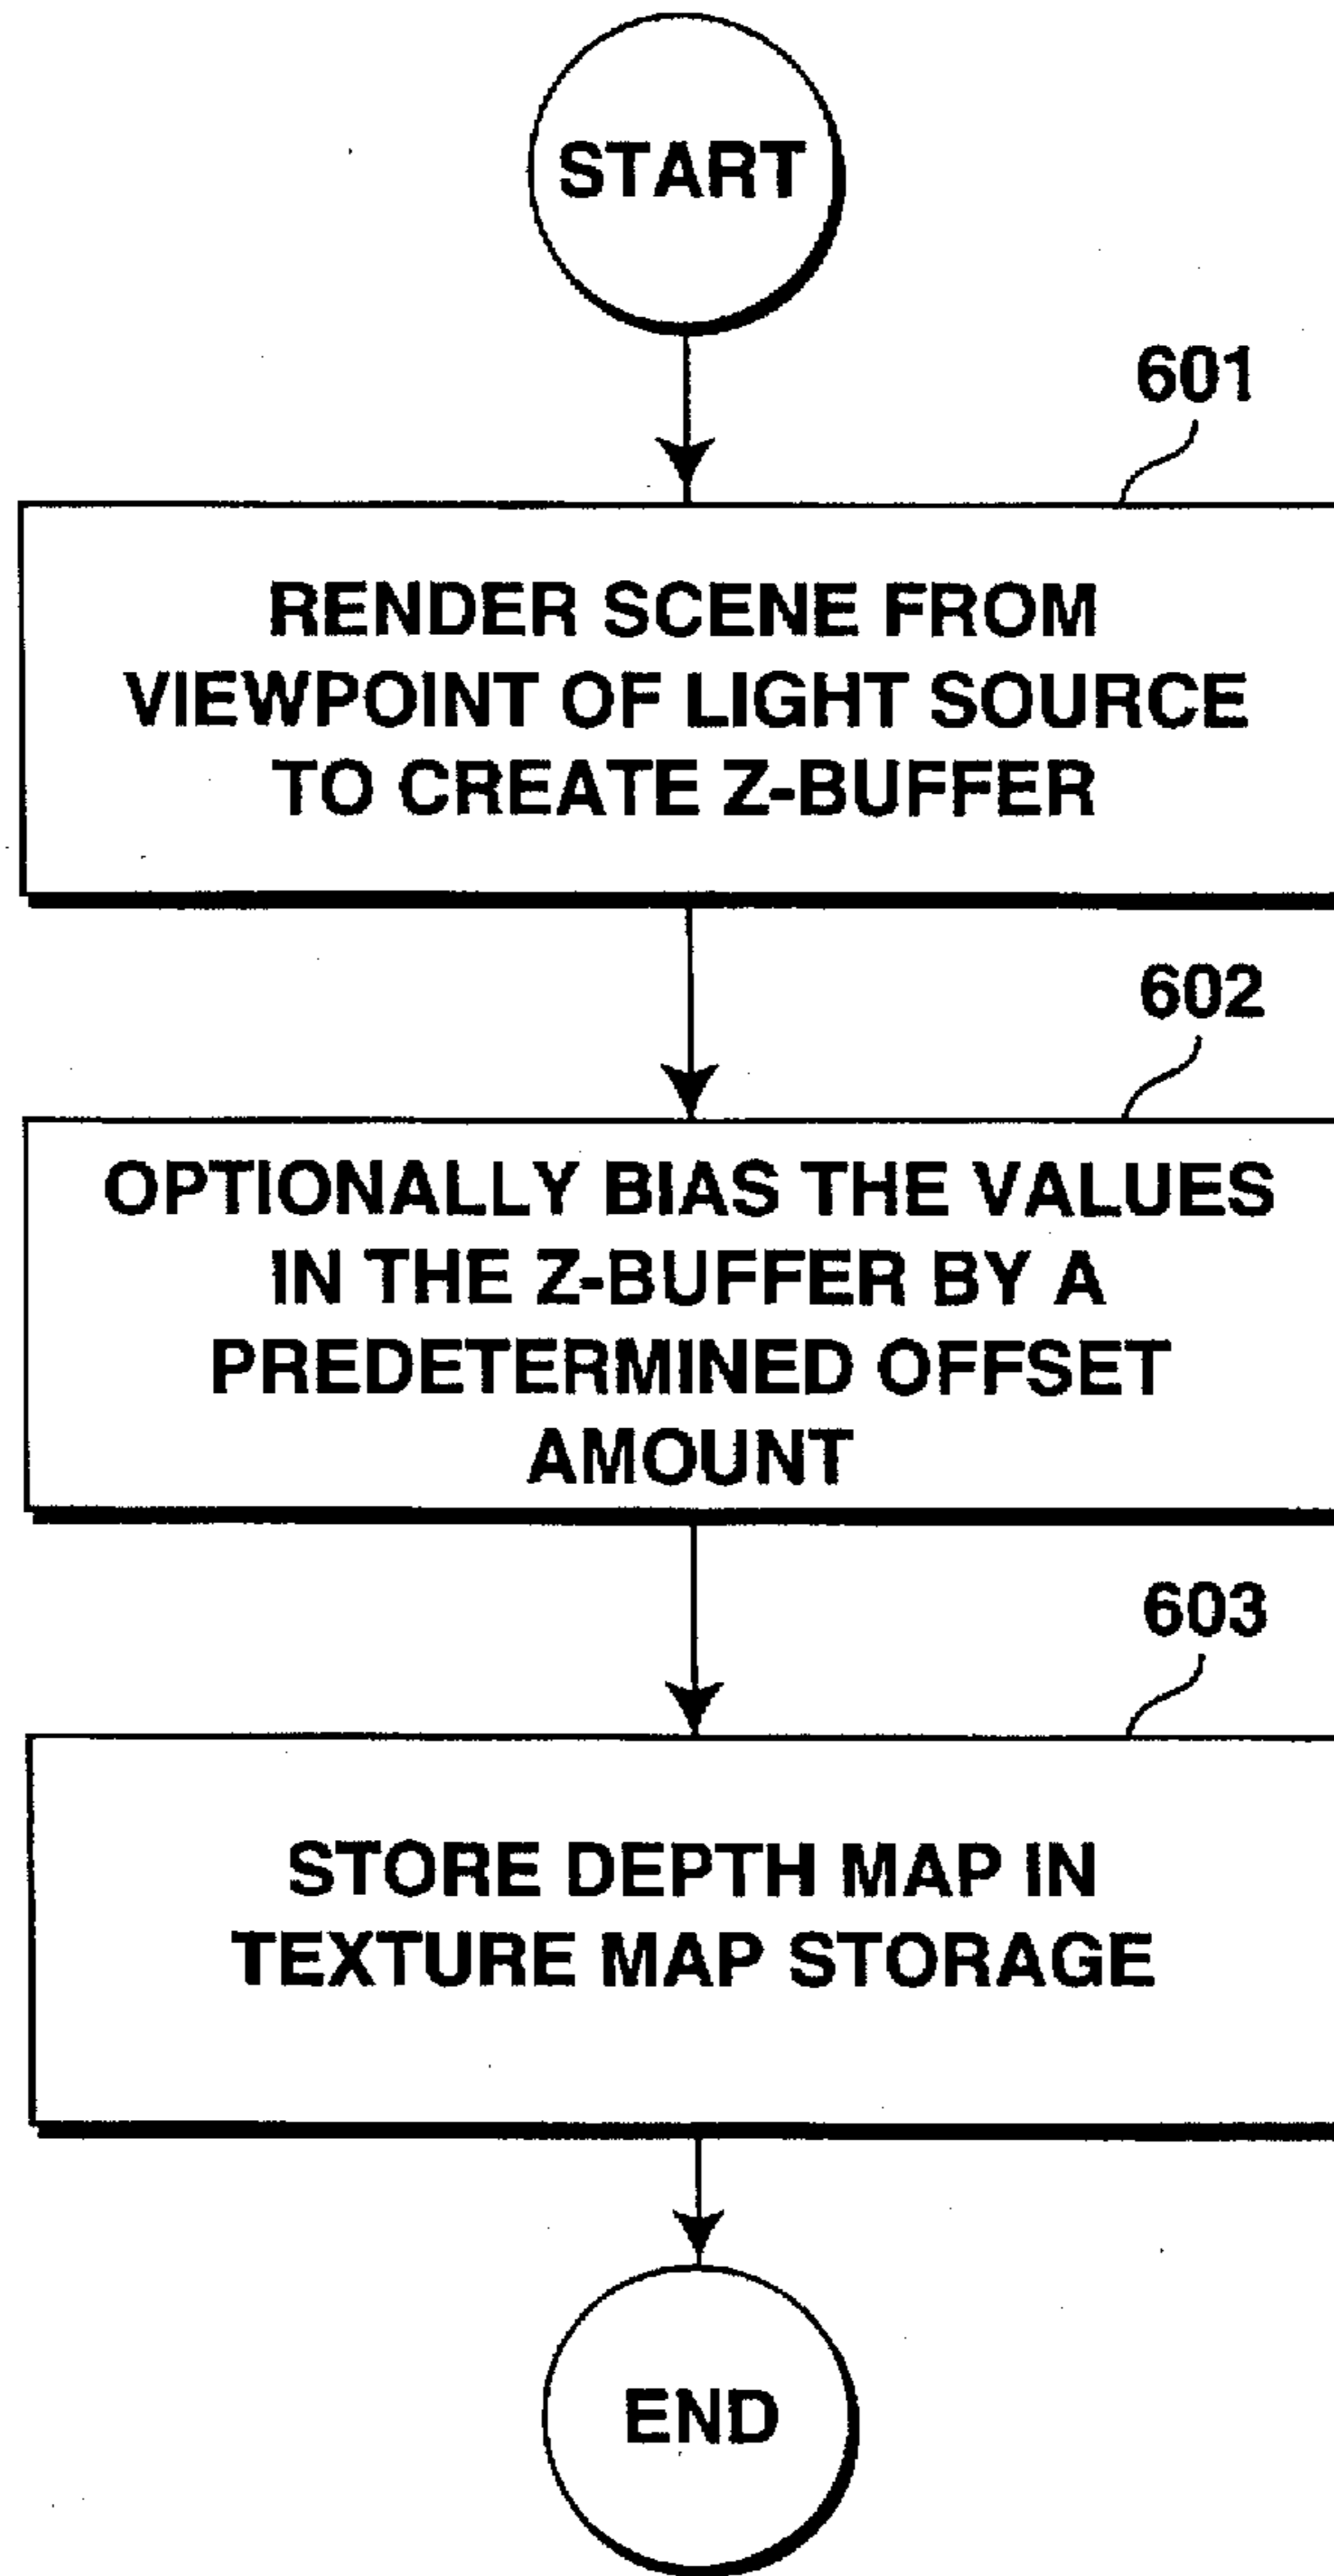 START
601
RENDER SCENE FROM
VIEWPOINT OF LIGHT SOURCE
TO CREATE Z-BUFFER
602
OPTIONALLY BIAS THE VALUES
IN THE Z-BUFFER BY A
PREDETERMINED OFFSET
AMOUNT
603
STORE DEPTH MAP IN
TEXTURE MAP STORAGE
END